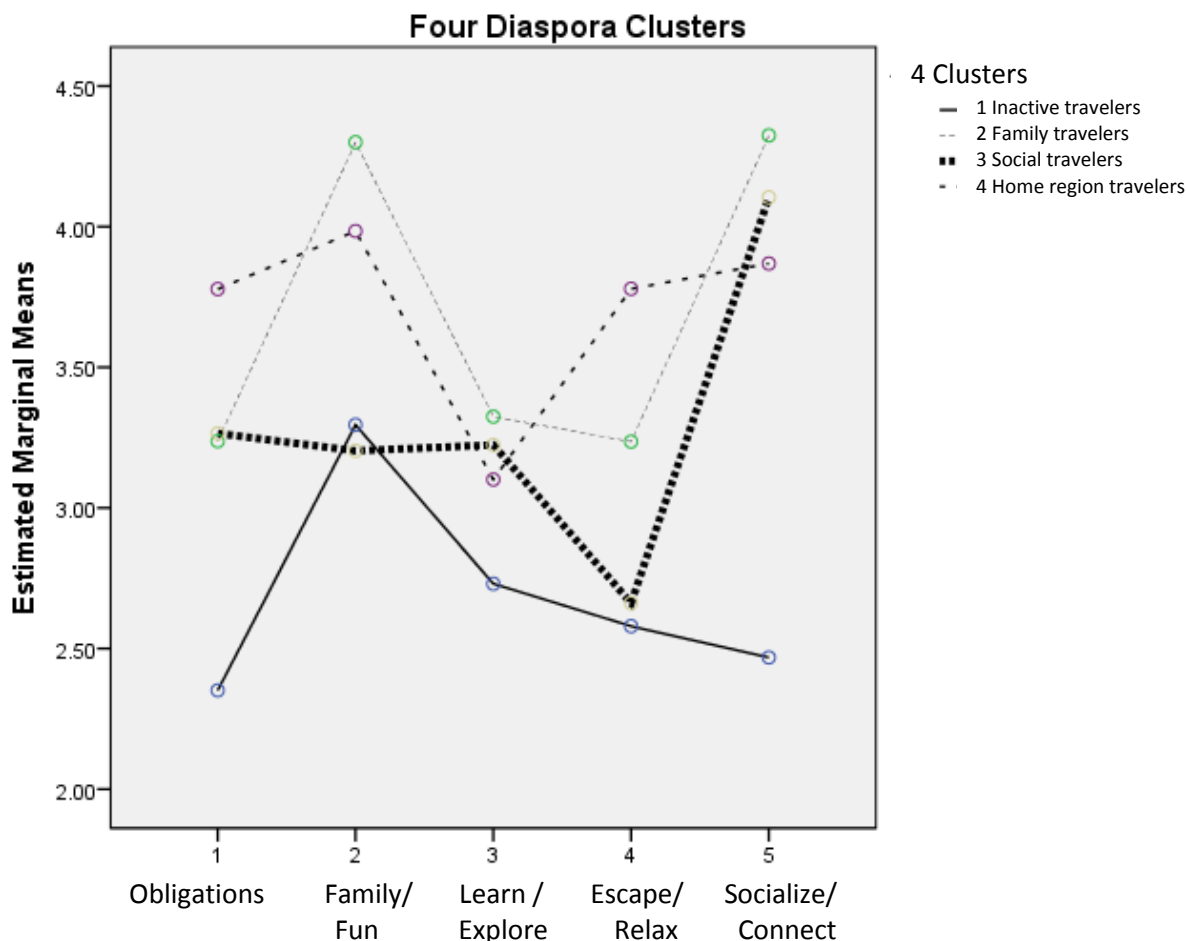 Four Diaspora Clusters
4 Clusters
1 Inactive travelers
2 Family travelers
3 Social travelers
4 Home region travelers
Estimated Marginal Means
4.50
4.00
3.50
3.00
2.50
2.00
1 2 3 4 5
Obligations Family/ Learn / Escape/ Socialize/
Fun Explore Relax Connect